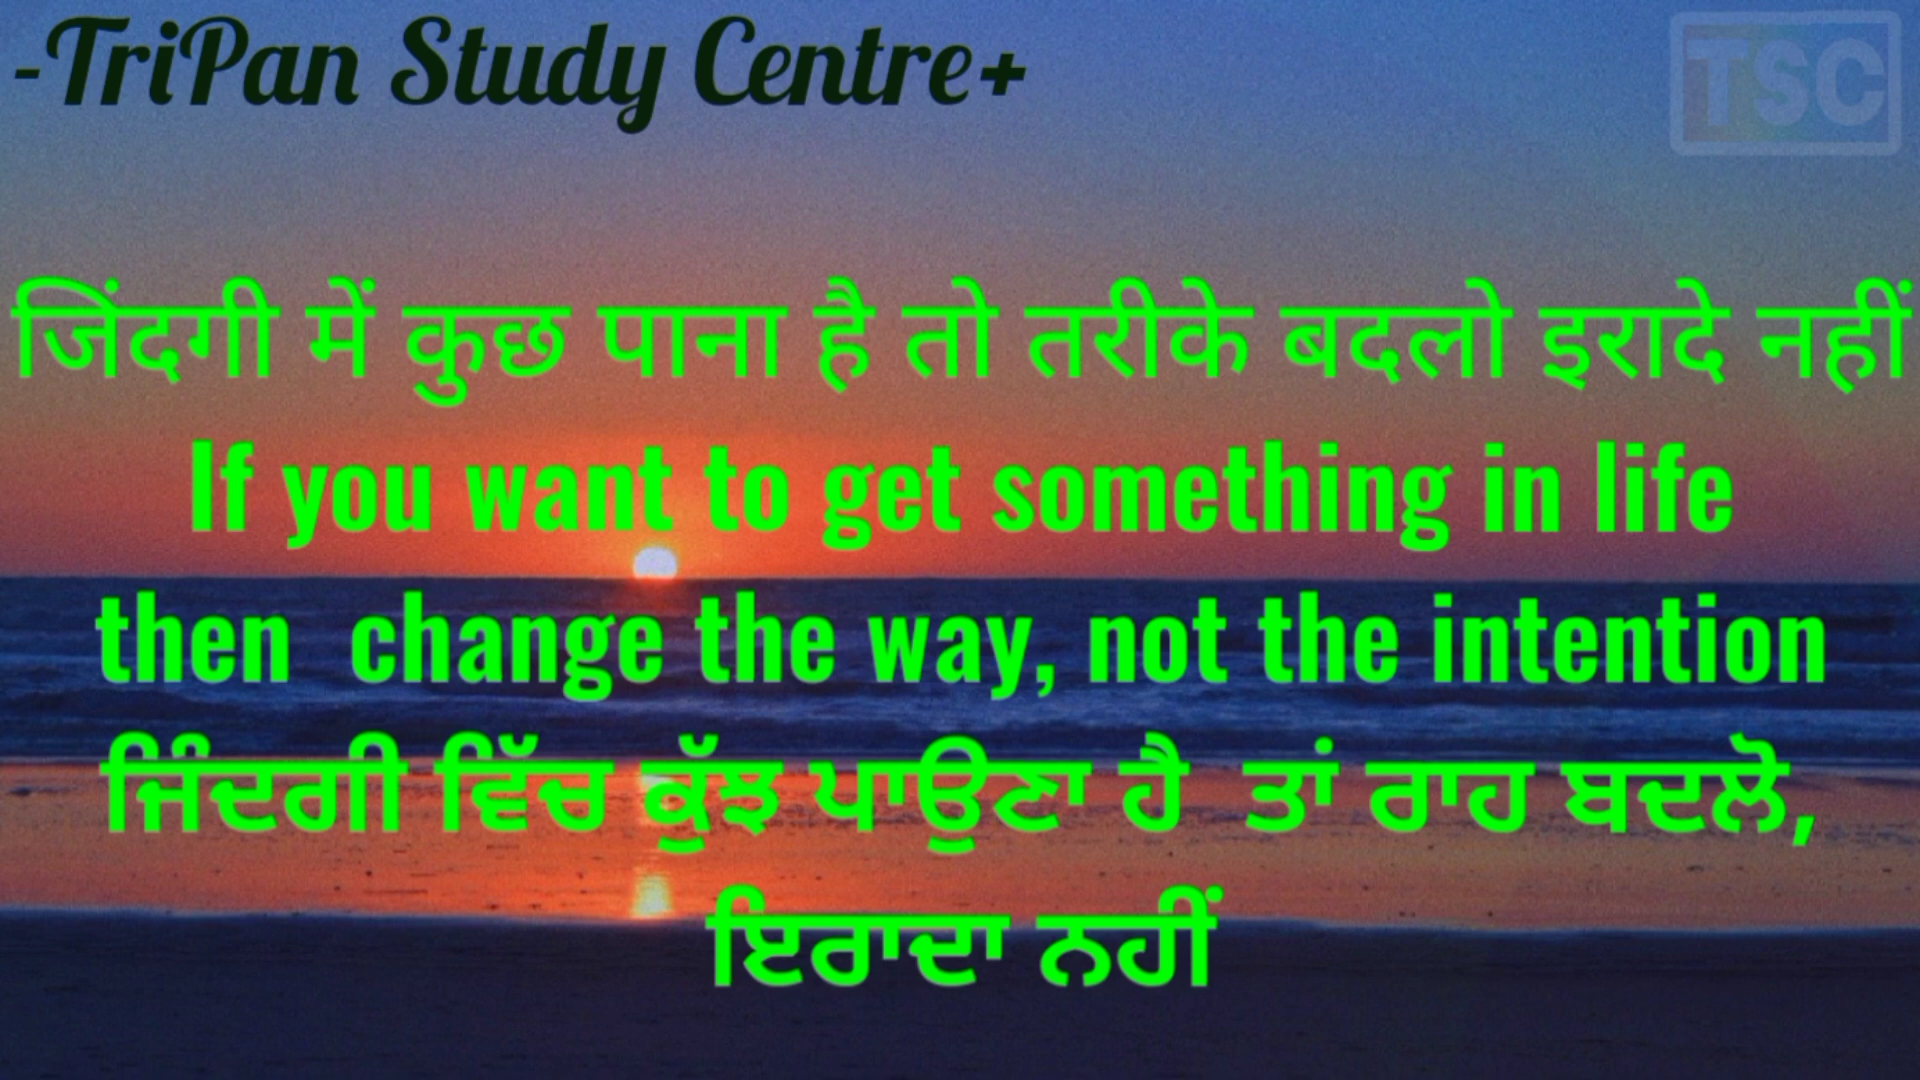 -TriPan Study Centre+
TSC
जिंदगी में कुछ पाना है तो तरीके बदलो इरादे नहीं
If you want to get something in life
then change the way, not the intention
ਜਿੰਦਗੀ ਵਿੱਚ ਕੁੱਝ ਪਾਉਣਾ ਹੈ ਤਾਂ ਰਾਹ ਬਦਲੋ,
ਇਰਾਦਾ ਨਹੀਂ